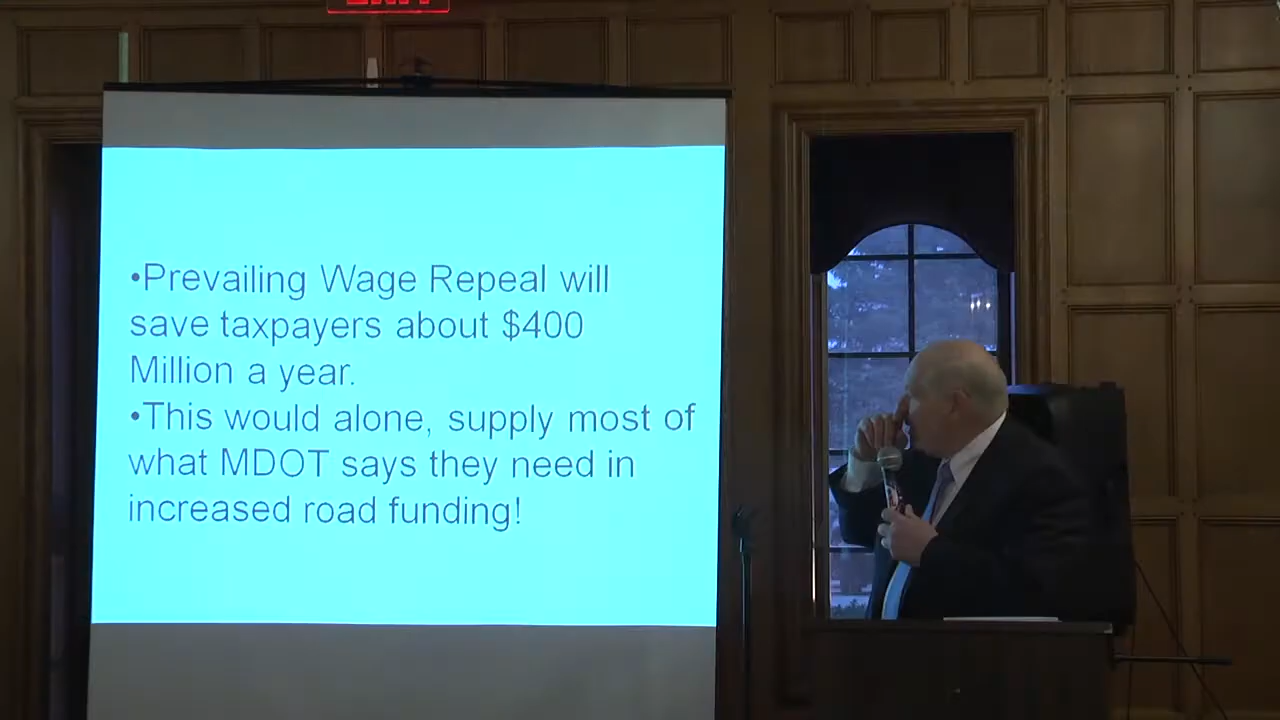 EXIT
•Prevailing Wage Repeal will
save taxpayers about $400
Million a year.
•This would alone, supply most of
what MDOT says they need in
increased road funding!